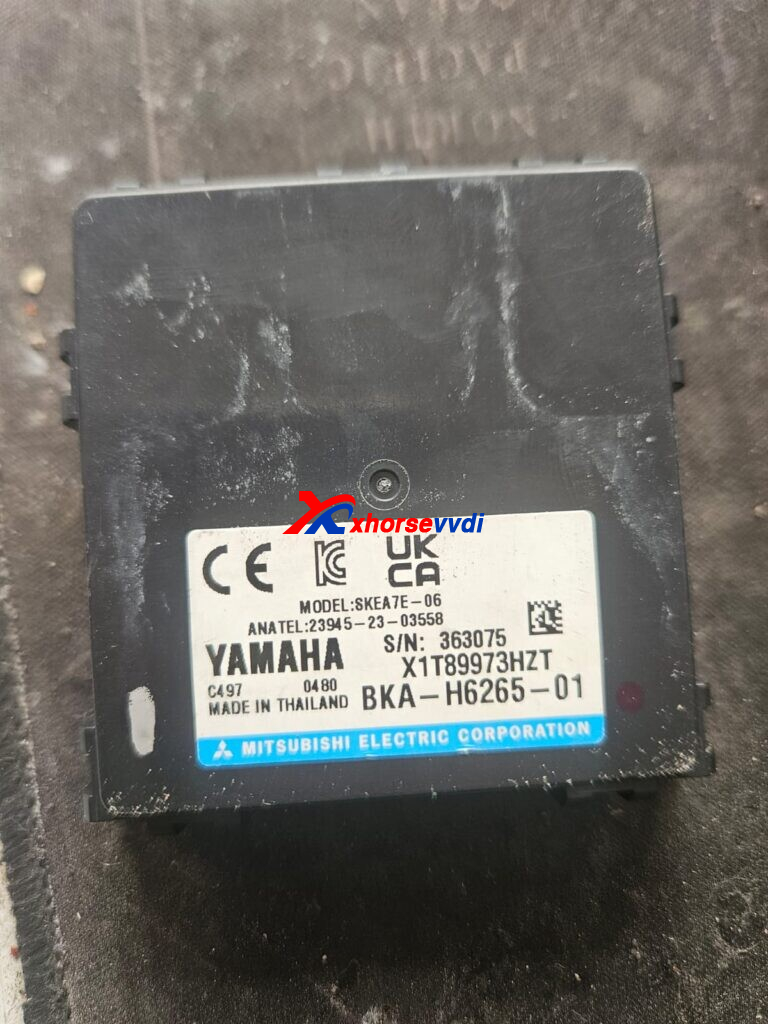 PACIFIC
xhorsevvdi
CE
UK
CA
MODEL:SKEA7E-06
ANATEL:23945-23-03558
YAMAHA
S/N: 363075
X1T89973HZT
C497 0480
MADE IN THAILAND
BKA-H6265-01
MITSUBISHI ELECTRIC CORPORATION